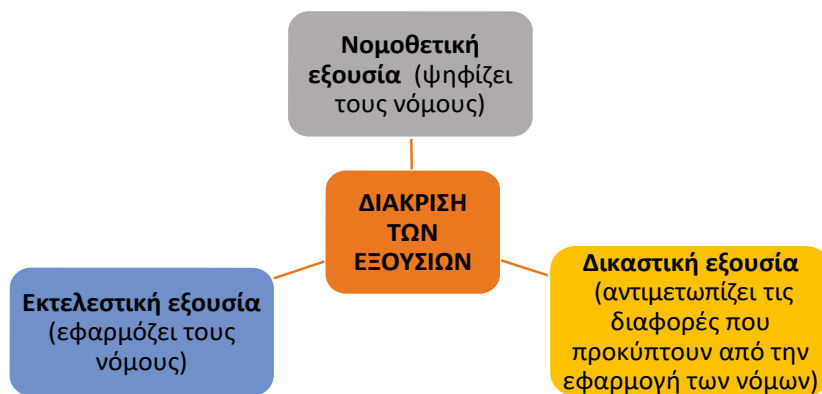 Νομοθετική
εξουσία (ψηφίζει
τους νόμους)
ΔΙΑΚΡΙΣΗ
ΤΩΝ
ΕΞΟΥΣΙΩΝ
Εκτελεστική εξουσία
(εφαρμόζει τους
νόμους)
Δικαστική εξουσία
(αντιμετωπίζει τις
διαφορές που
προκύπτουν από την
εφαρμογή των νόμων)